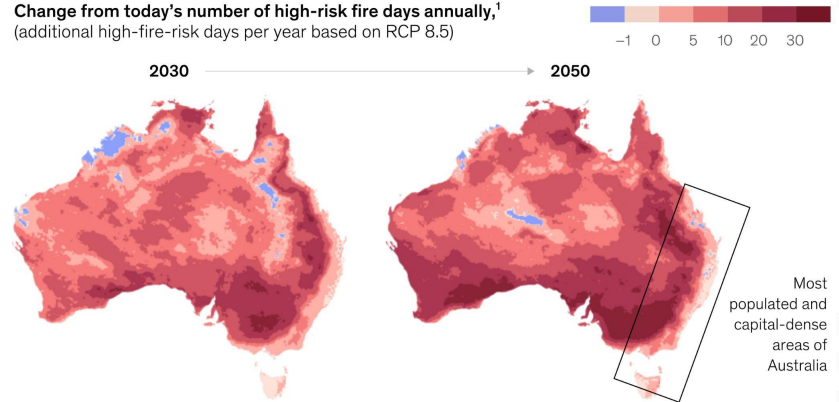 Change from today's number of high-risk fire days annually,¹
(additional high-fire-risk days per year based on RCP 8.5)
–1 0 5 10 20 30
2030
2050
Most
populated and
capital-dense
areas of
Australia